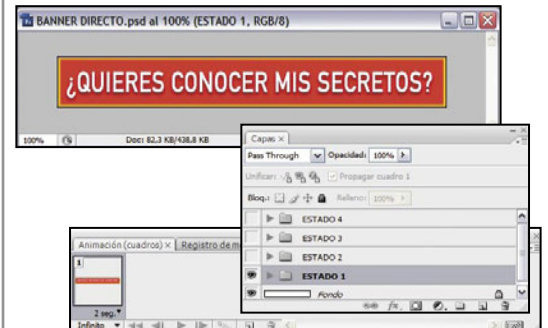 BANNER DIRECTO.psd al 100% (ESTADO 1, RGB/8)
¿QUIERES CONOCER MIS SECRETOS?
100% Doc: 82,3 KB/438,8 KB
Capas ×
Pass Through Opacidad: 100%
Unificar: Propagar cuadro 1
Bloq.: Relleno: 100%
ESTADO 4
ESTADO 3
ESTADO 2
ESTADO 1
Fondo
Animación (cuadros) × Registro de m
1
2 seg.
Infinito